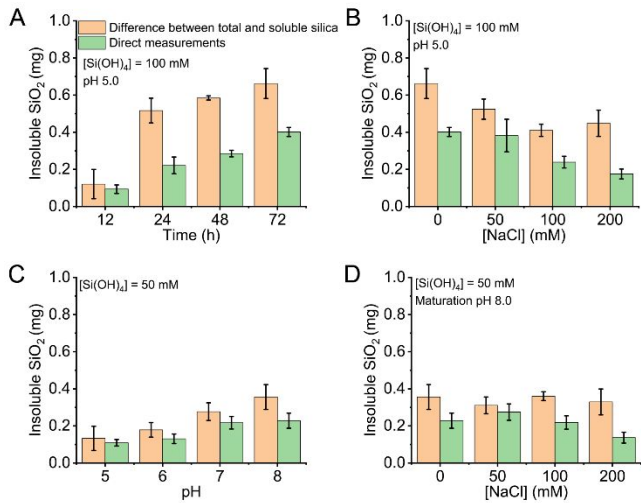 A
Difference between total and soluble silica
Direct measurements
[Si(OH)4] = 100 mM
pH 5.0
Insoluble SiO2 (mg)
1.0
0.8
0.6
0.4
0.2
0.0
12 24 48 72
Time (h)
B
[Si(OH)4] = 100 mM
pH 5.0
Insoluble SiO2 (mg)
1.0
0.8
0.6
0.4
0.2
0.0
0 50 100 200
[NaCl] (mM)
C
[Si(OH)4] = 50 mM
Insoluble SiO2 (mg)
1.0
0.8
0.6
0.4
0.2
0.0
5 6 7 8
pH
D
[Si(OH)4] = 50 mM
Maturation pH 8.0
Insoluble SiO2 (mg)
1.0
0.8
0.6
0.4
0.2
0.0
0 50 100 200
[NaCl] (mM)